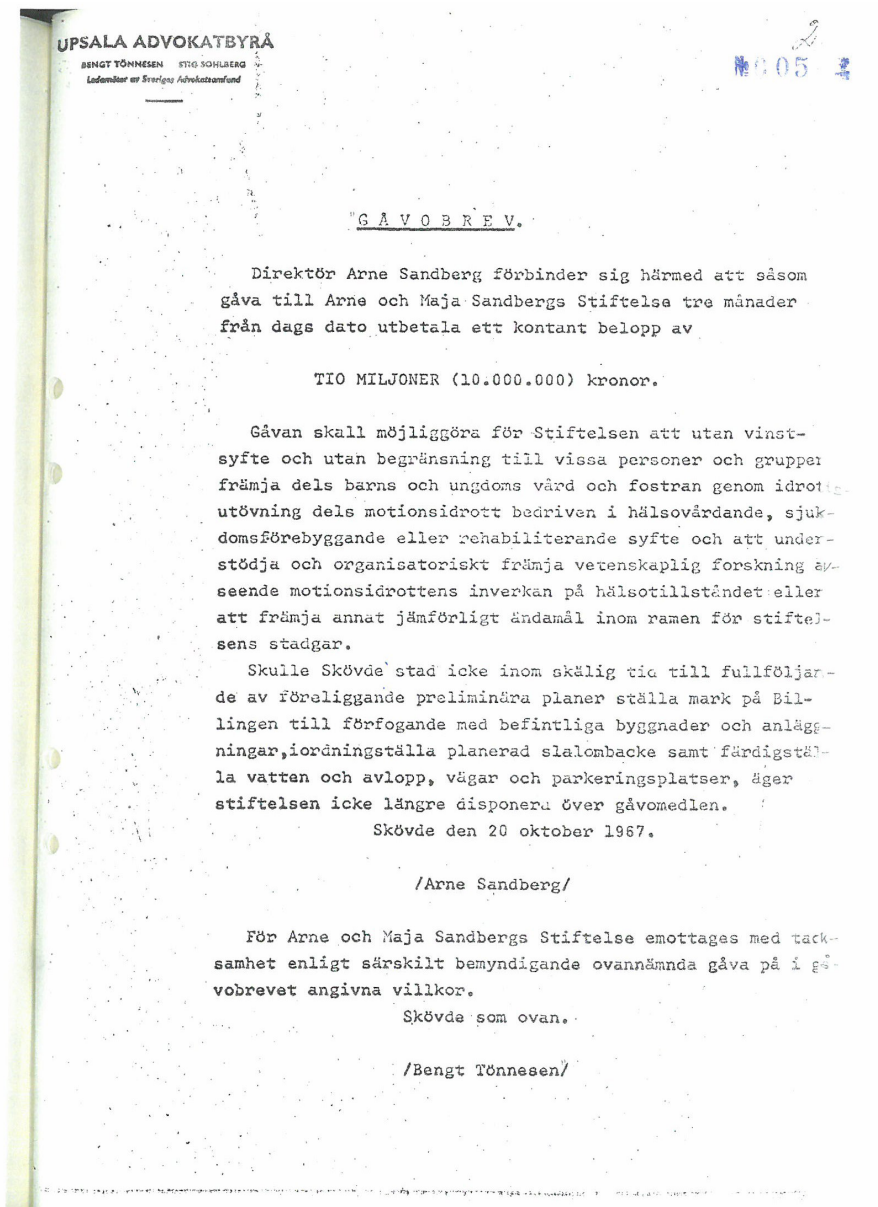 2
UPSALA ADVOKATBYRÅ
BENGT TÖNNESEN STIG SOHLBERG
Ledamöter av Sveriges Advokatsamfund
05
"G Å V O B R E V.
Direktör Arne Sandberg förbinder sig härmed att såsom
gåva till Arne och Maja Sandbergs Stiftelse tre månader
från dags dato utbetala ett kontant belopp av
TIO MILJONER (10.000.000) kronor.
Gåvan skall möjliggöra för Stiftelsen att utan vinst-
syfte och utan begränsning till vissa personer och grupper
främja dels barns och ungdoms vård och fostran genom idrot
utövning dels motionsidrott bedriven i hälsovårdande, sjuk-
domsförebyggande eller rehabiliterande syfte och att under-
stödja och organisatoriskt främja vetenskaplig forskning av-
seende motionsidrottens inverkan på hälsotillståndet eller
att främja annat jämförligt ändamål inom ramen för stiftel-
sens stadgar.
Skulle Skövde stad icke inom skälig tid till fullföljan-
de av föreliggande preliminära planer ställa mark på Bil-
lingen till förfogande med befintliga byggnader och anlägg-
ningar,iordningställa planerad slalombacke samt färdigstäl-
la vatten och avlopp, vägar och parkeringsplatser, äger
stiftelsen icke längre disponera över gåvomedlen.
Skövde den 20 oktober 1967.
/Arne Sandberg/
För Arne och Maja Sandbergs Stiftelse emottages med tack-
samhet enligt särskilt bemyndigande ovannämnda gåva på i gå-
vobrevet angivna villkor.
Skövde som ovan.
/Bengt Tönnesen"/